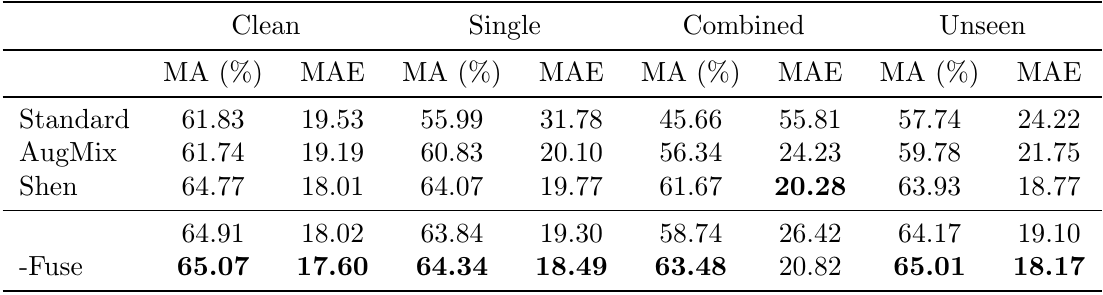 Clean Single Combined Unseen
MA (%) MAE MA (%) MAE MA (%) MAE MA (%) MAE
Standard 61.83 19.53 55.99 31.78 45.66 55.81 57.74 24.22
AugMix 61.74 19.19 60.83 20.10 56.34 24.23 59.78 21.75
Shen 64.77 18.01 64.07 19.77 61.67 20.28 63.93 18.77
64.91 18.02 63.84 19.30 58.74 26.42 64.17 19.10
-Fuse 65.07 17.60 64.34 18.49 63.48 20.82 65.01 18.17